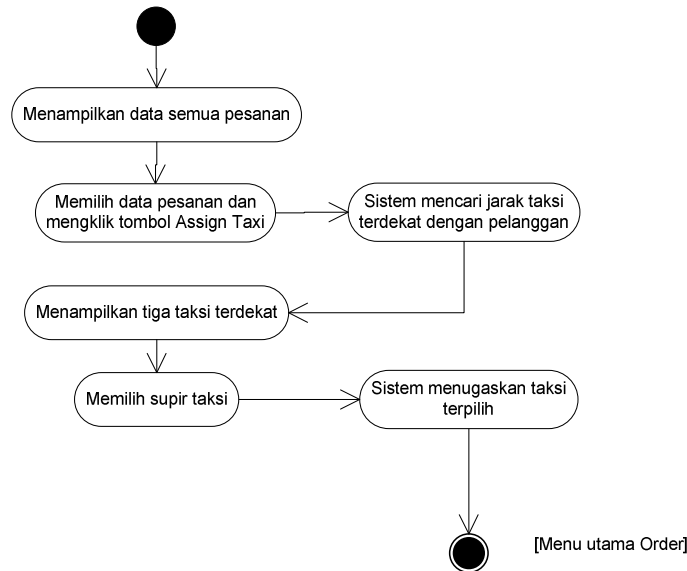 Menampilkan data semua pesanan
Memilih data pesanan dan
mengklik tombol Assign Taxi
Sistem mencari jarak taksi
terdekat dengan pelanggan
Menampilkan tiga taksi terdekat
Memilih supir taksi
Sistem menugaskan taksi
terpilih
[Menu utama Order]